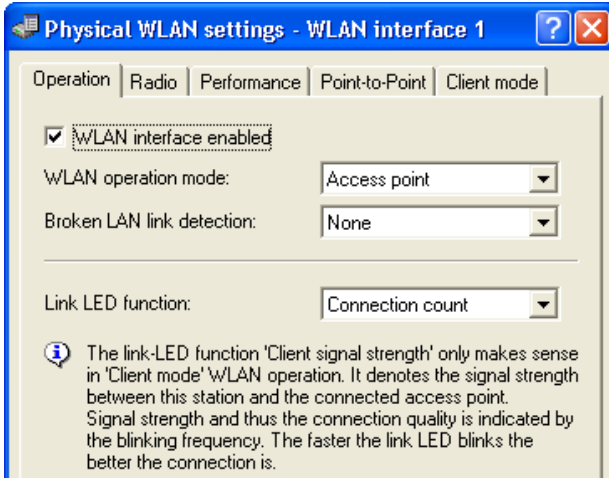 Physical WLAN settings - WLAN interface 1
Operation Radio Performance Point-to-Point Client mode
WLAN interface enabled
WLAN operation mode: Access point
Broken LAN link detection: None
Link LED function: Connection count
The link-LED function 'Client signal strength' only makes sense
in 'Client mode' WLAN operation. It denotes the signal strength
between this station and the connected access point.
Signal strength and thus the connection quality is indicated by
the blinking frequency. The faster the link LED blinks the
better the connection is.